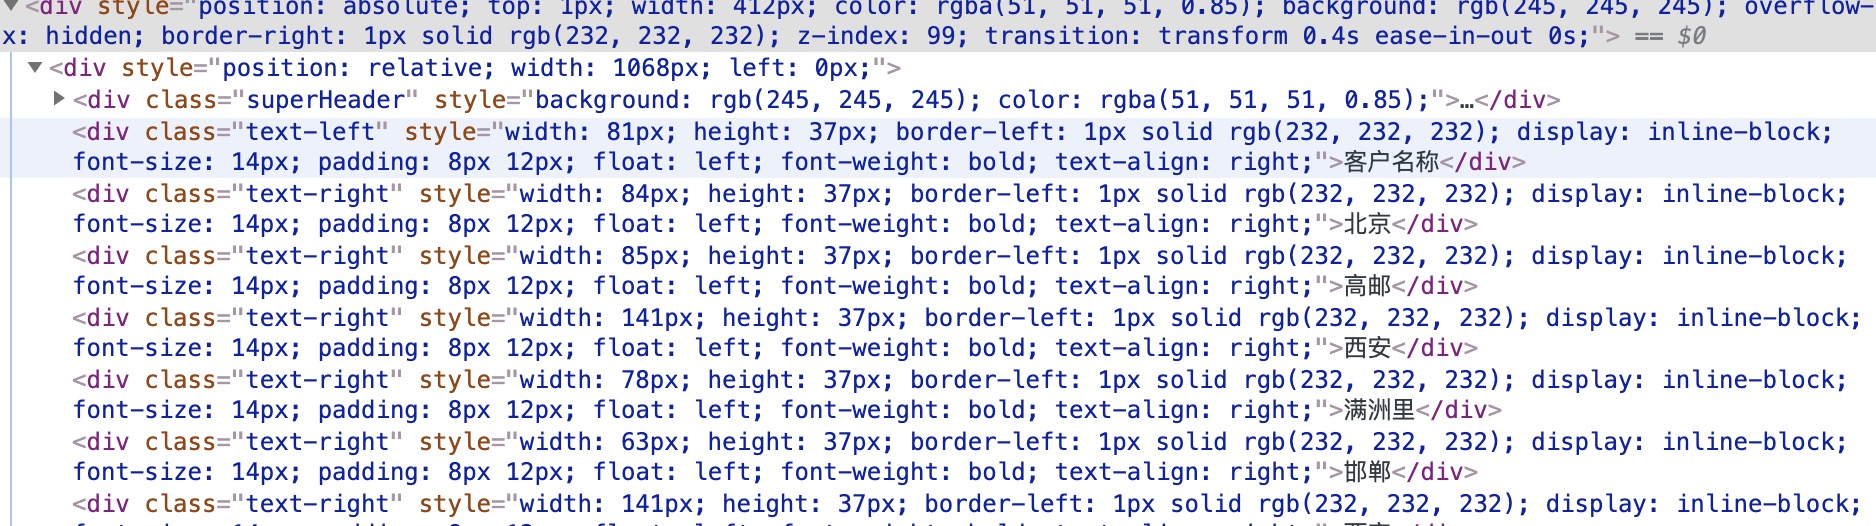 <div style="position: absolute; top: 1px; width: 412px; color: rgba(51, 51, 51, 0.85); background: rgb(245, 245, 245); overflow-
x: hidden; border-right: 1px solid rgb(232, 232, 232); z-index: 99; transition: transform 0.4s ease-in-out 0s;"> == $0
<div style="position: relative; width: 1068px; left: 0px;">
<div class="superHeader" style="background: rgb(245, 245, 245); color: rgba(51, 51, 51, 0.85);">…</div>
<div class="text-left" style="width: 81px; height: 37px; border-left: 1px solid rgb(232, 232, 232); display: inline-block;
font-size: 14px; padding: 8px 12px; float: left; font-weight: bold; text-align: right;">客户名称</div>
<div class="text-right" style="width: 84px; height: 37px; border-left: 1px solid rgb(232, 232, 232); display: inline-block;
font-size: 14px; padding: 8px 12px; float: left; font-weight: bold; text-align: right;">北京</div>
<div class="text-right" style="width: 85px; height: 37px; border-left: 1px solid rgb(232, 232, 232); display: inline-block;
font-size: 14px; padding: 8px 12px; float: left; font-weight: bold; text-align: right;">高邮</div>
<div class="text-right" style="width: 141px; height: 37px; border-left: 1px solid rgb(232, 232, 232); display: inline-block;
font-size: 14px; padding: 8px 12px; float: left; font-weight: bold; text-align: right;">西安</div>
<div class="text-right" style="width: 78px; height: 37px; border-left: 1px solid rgb(232, 232, 232); display: inline-block;
font-size: 14px; padding: 8px 12px; float: left; font-weight: bold; text-align: right;">满洲里</div>
<div class="text-right" style="width: 63px; height: 37px; border-left: 1px solid rgb(232, 232, 232); display: inline-block;
font-size: 14px; padding: 8px 12px; float: left; font-weight: bold; text-align: right;">邯郸</div>
<div class="text-right" style="width: 141px; height: 37px; border-left: 1px solid rgb(232, 232, 232); display: inline-block;